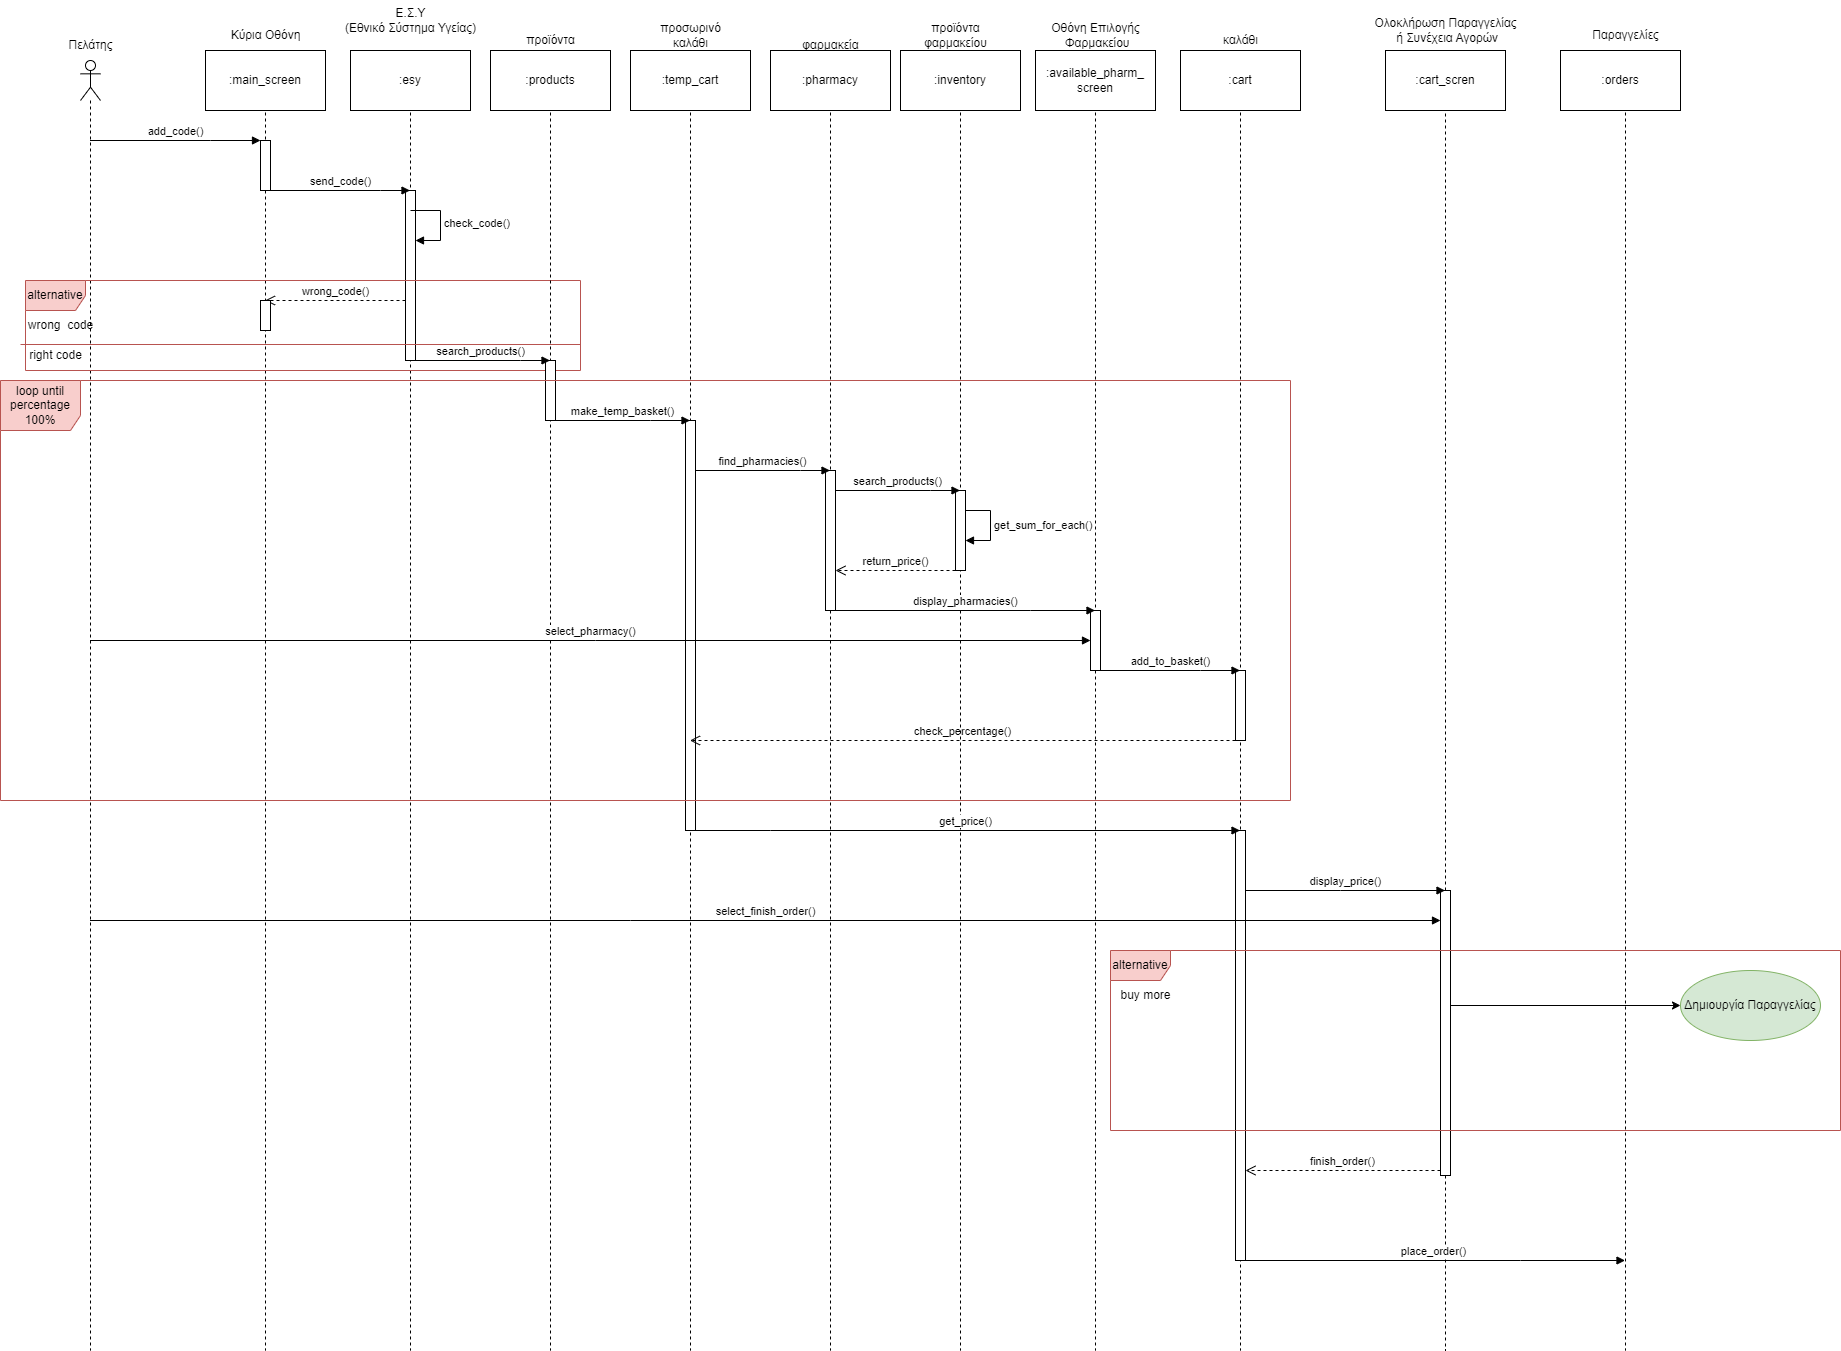 Πελάτης
Κύρια Οθόνη
Ε.Σ.Υ
(Εθνικό Σύστημα Υγείας)
προϊόντα
προσωρινό
καλάθι
φαρμακεία
προϊόντα
φαρμακείου
Οθόνη Επιλογής
Φαρμακείου
καλάθι
Ολοκλήρωση Παραγγελίας
ή Συνέχεια Αγορών
Παραγγελίες
:main_screen
:esy
:products
:temp_cart
:pharmacy
:inventory
:available_pharm_
screen
:cart
:cart_scren
:orders
add_code()
send_code()
check_code()
alternative
wrong_code()
wrong code
right code
search_products()
loop until
percentage
100%
make_temp_basket()
find_pharmacies()
search_products()
get_sum_for_each()
return_price()
display_pharmacies()
select_pharmacy()
add_to_basket()
check_percentage()
get_price()
display_price()
select_finish_order()
alternative
buy more
Δημιουργία Παραγγελίας
finish_order()
place_order()